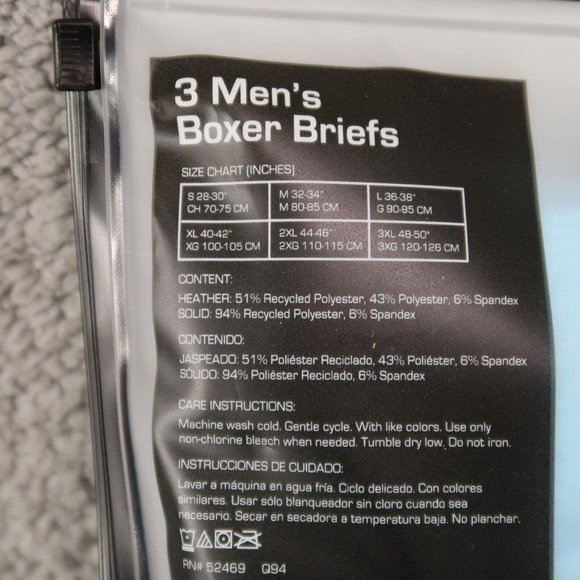 3 Men's
Boxer Briefs
SIZE CHART (INCHES)
S 28-30" M 32-34" L 36-38"
CH 70-75 CM M 80-85 CM G 90-95 CM
XL 40-42" 2XL 44-46" 3XL 48-50"
XG 100-105 CM 2XG 110-115 CM 3XG 120-126 CM
CONTENT:
HEATHER: 51% Recycled Polyester, 43% Polyester, 6% Spandex
SOLID: 94% Recycled Polyester, 6% Spandex
CONTENIDO:
JASPEADO: 51% Poliéster Reciclado, 43% Poliéster, 6% Spandex
SÓLIDO: 94% Poliéster Reciclado, 6% Spandex
CARE INSTRUCTIONS:
Machine wash cold. Gentle cycle. With like colors. Use only
non-chlorine bleach when needed. Tumble dry low. Do not iron.
INSTRUCCIONES DE CUIDADO:
Lavar a máquina en agua fría. Ciclo delicado. Con colores
similares. Usar sólo blanqueador sin cloro cuando sea
necesario. Secar en secadora a temperatura baja. No planchar.
RN# 52469 Q94